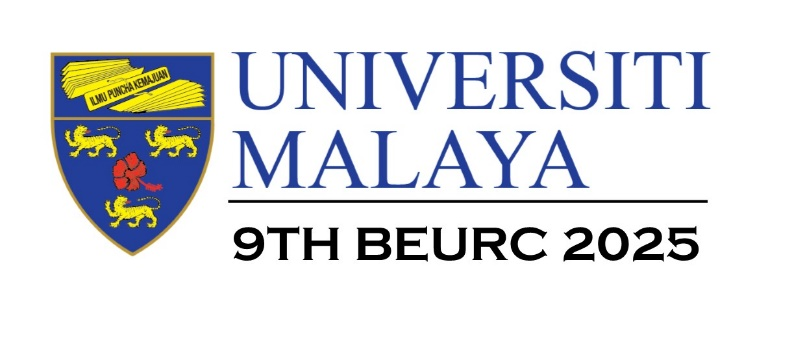 ILMU PUNCHA KEMAJUAN
UNIVERSITI
MALAYA
9TH BEURC 2025